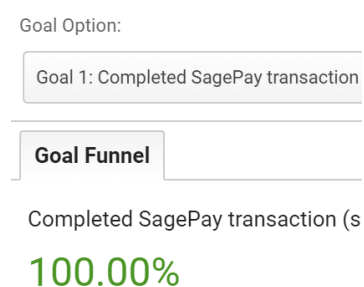 Goal Option:
Goal 1: Completed SagePay transaction
Goal Funnel
Completed SagePay transaction (s
100.00%